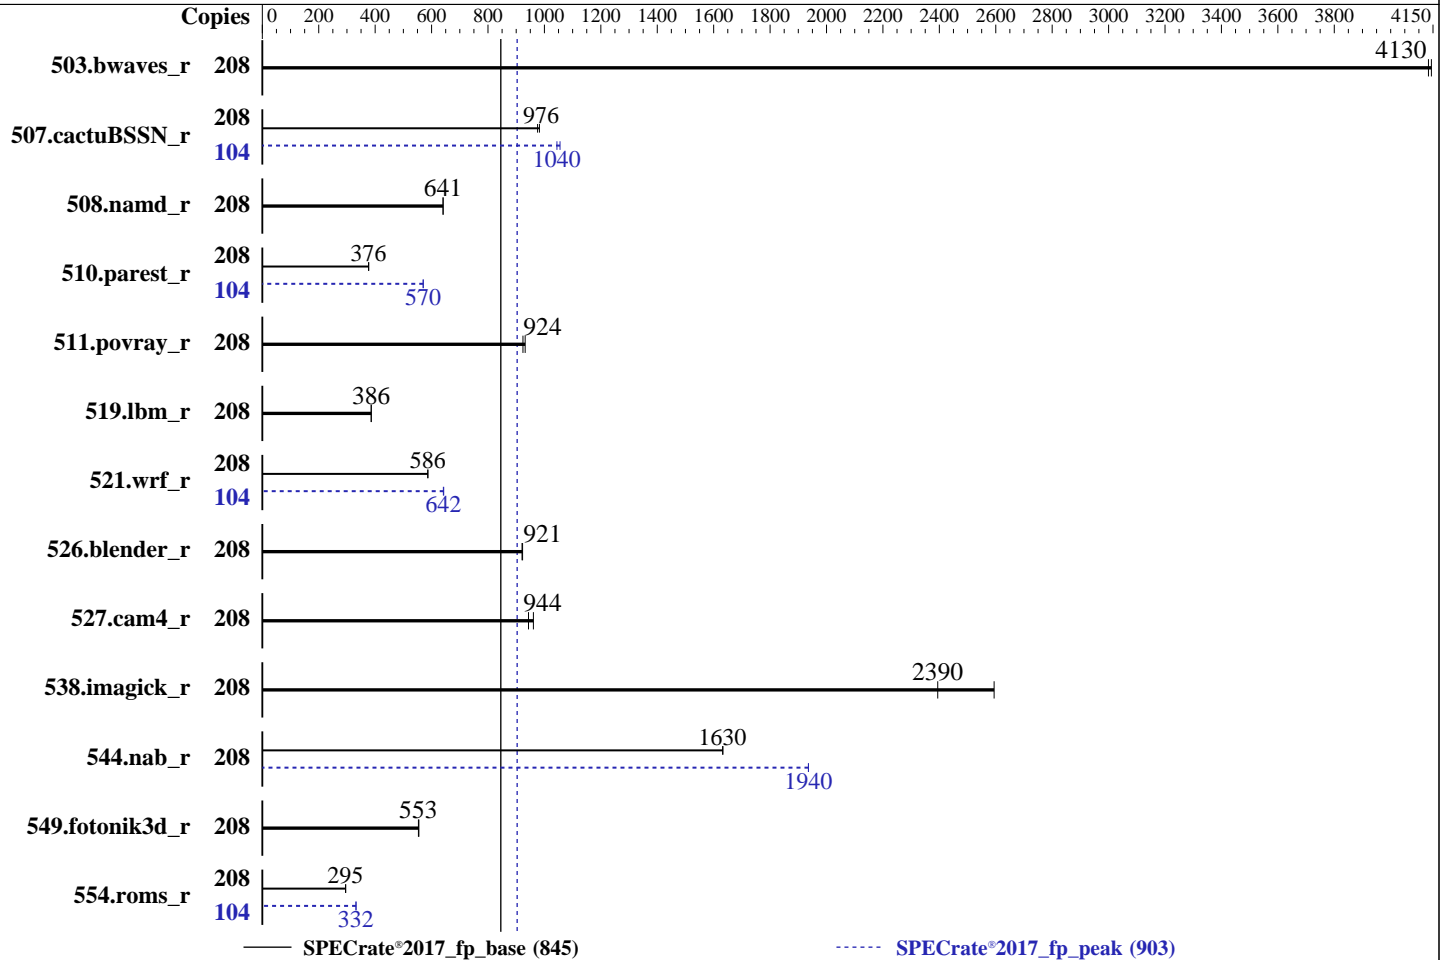 Copies 0 200 400 600 800 1000 1200 1400 1600 1800 2000 2200 2400 2600 2800 3000 3200 3400 3600 3800 4150
503.bwaves_r 208 4130
507.cactuBSSN_r 208 976
104 1040
508.namd_r 208 641
510.parest_r 208 376
104 570
511.povray_r 208 924
519.lbm_r 208 386
521.wrf_r 208 586
104 642
526.blender_r 208 921
527.cam4_r 208 944
538.imagick_r 208 2390
544.nab_r 208 1630
1940
549.fotonik3d_r 208 553
554.roms_r 208 295
104 332
SPECrate®2017_fp_base (845) SPECrate®2017_fp_peak (903)